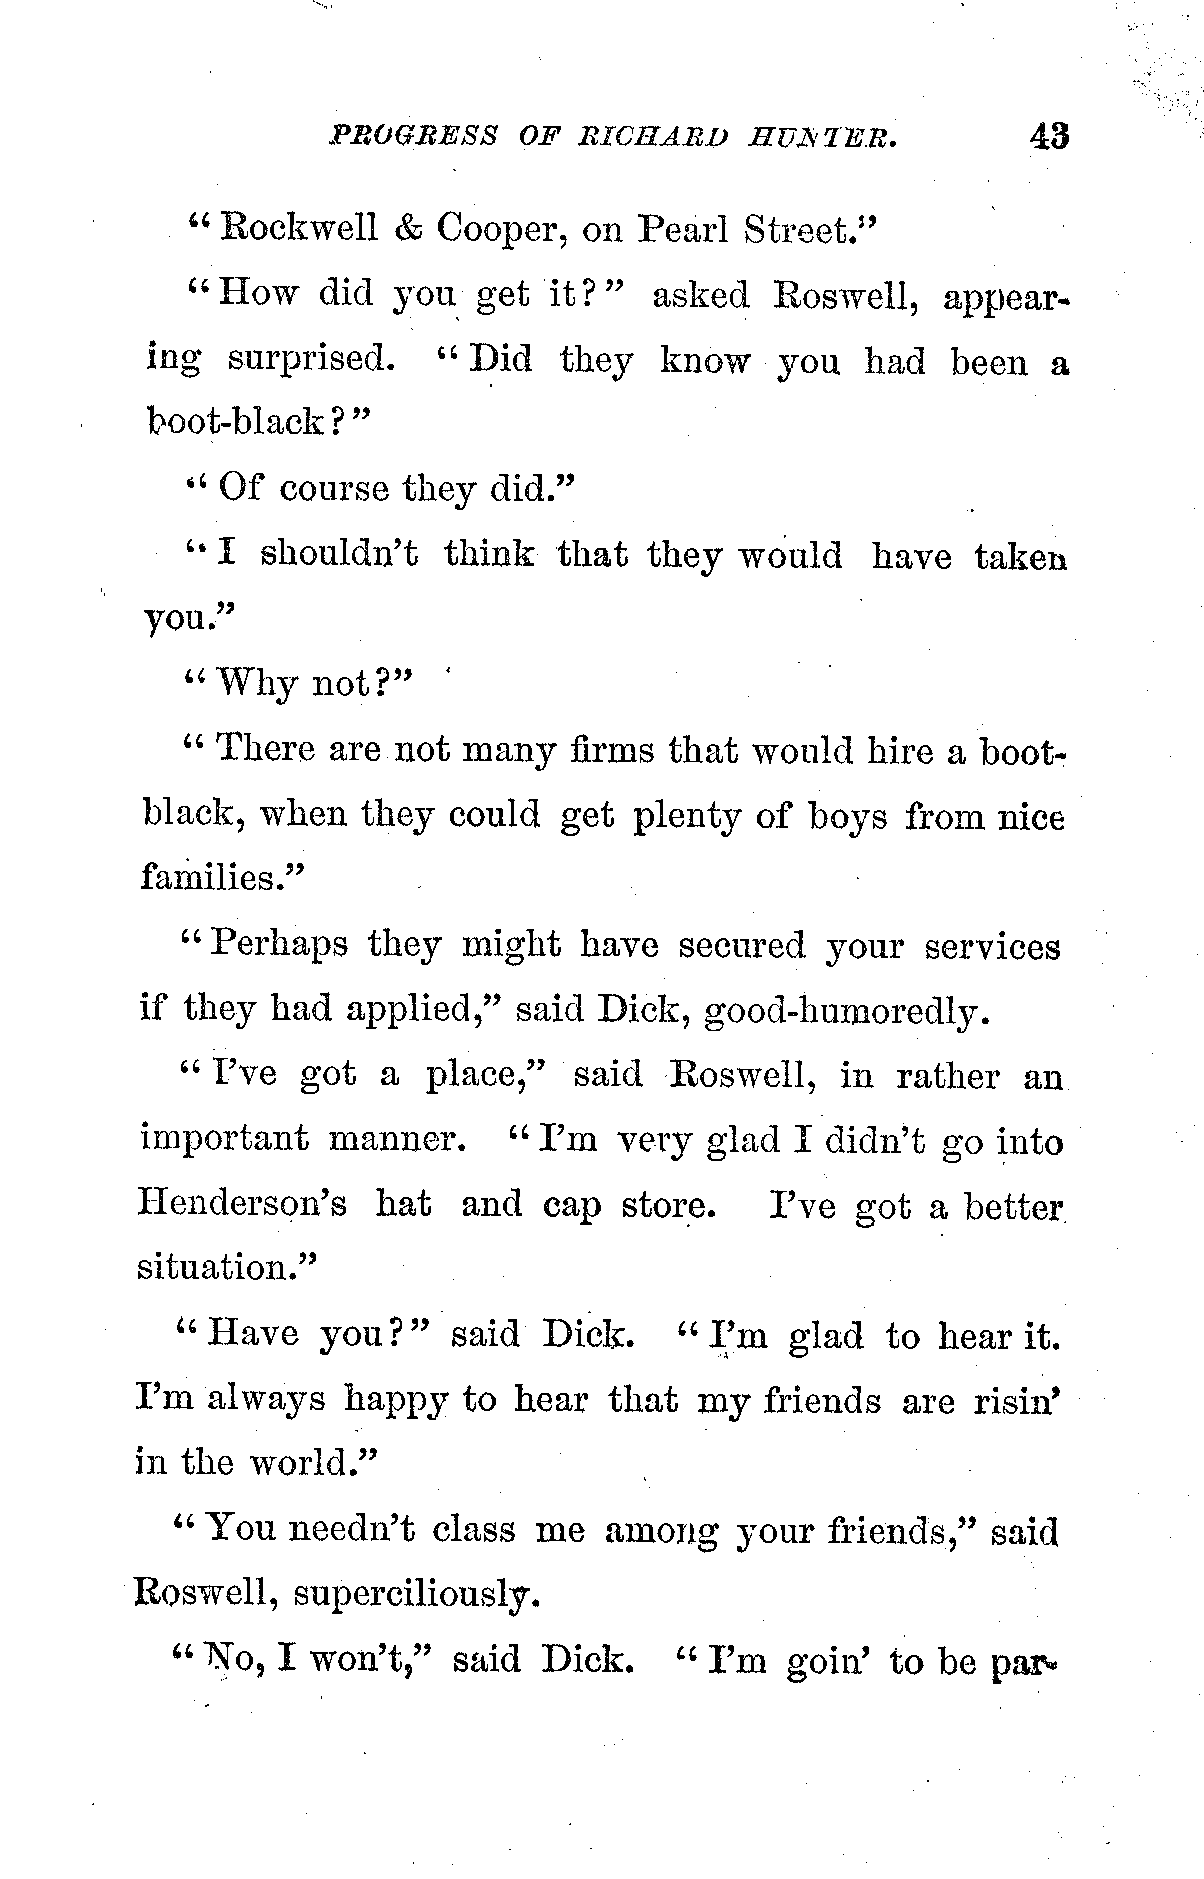 PROGRESS OF RICHARD HUNTER. 43
"Rockwell & Cooper, on Pearl Street."
"How did you get it?" asked Roswell, appear-
ing surprised. "Did they know you had been a
boot-black?"
"Of course they did."
"I shouldn't think that they would have taken
you."
"Why not?"
"There are not many firms that would hire a boot-
black, when they could get plenty of boys from nice
families."
"Perhaps they might have secured your services
if they had applied," said Dick, good-humoredly.
"I've got a place," said Roswell, in rather an
important manner. "I'm very glad I didn't go into
Henderson's hat and cap store. I've got a better
situation."
"Have you?" said Dick. "I'm glad to hear it.
I'm always happy to hear that my friends are risin'
in the world."
"You needn't class me among your friends," said
Roswell, superciliously.
"No, I won't," said Dick. "I'm goin' to be par-